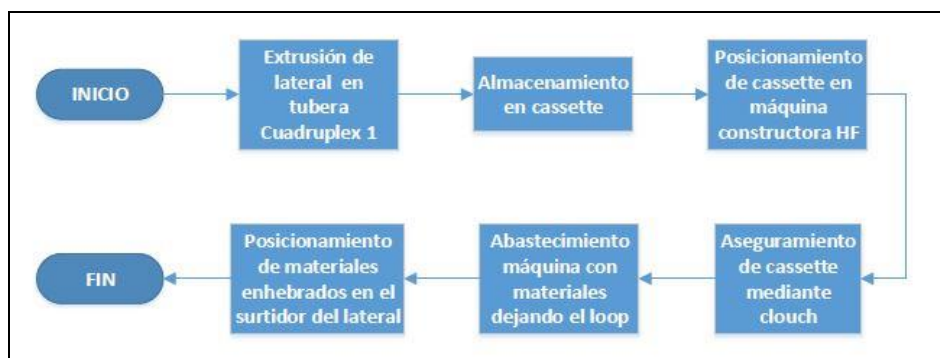 INICIO
Extrusión de
lateral en
tubera
Cuadruplex 1
Almacenamiento
en cassette
Posicionamiento
de cassette en
máquina
constructora HF
Aseguramiento
de cassette
mediante
clouch
Abastecimiento
máquina con
materiales
dejando el loop
Posicionamiento
de materiales
enhebrados en el
surtidor del lateral
FIN